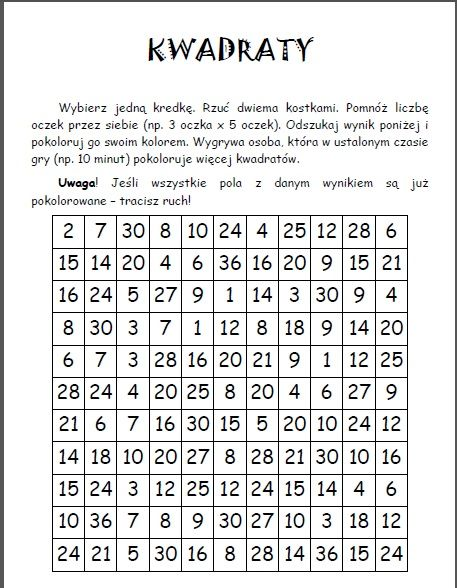 KWADRATY
Wybierz jedną kredkę. Rzuć dwiema kostkami. Pomnóż liczbę
oczek przez siebie (np. 3 oczka x 5 oczek). Odszukaj wynik poniżej i
pokoloruj go swoim kolorem. Wygrywa osoba, która w ustalonym czasie
gry (np. 10 minut) pokoloruje więcej kwadratów.
Uwaga! Jeśli wszystkie pola z danym wynikiem są już
pokolorowane – tracisz ruch!
2 7 30 8 10 24 4 25 12 28 6
15 14 20 4 6 36 16 20 9 15 21
16 24 5 27 9 1 14 3 30 9 4
8 30 3 7 1 12 8 18 9 14 20
6 7 3 28 16 20 21 9 1 12 25
28 24 4 20 25 8 20 4 6 27 9
21 6 7 16 30 15 5 20 10 24 12
14 18 10 20 27 8 28 21 30 10 16
15 24 3 12 25 12 24 15 14 4 6
10 36 7 8 9 30 27 10 3 18 12
24 21 5 30 16 8 28 14 36 15 24